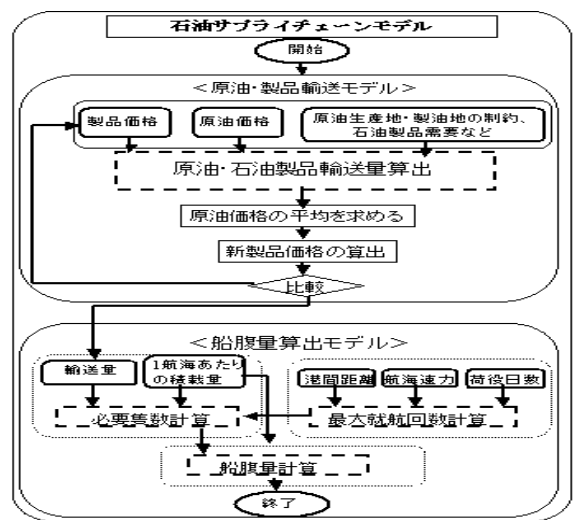 石油サプライチェーンモデル
開始
＜原油・製品輸送モデル＞
製品価格
原油価格
原油生産地・製油地の制約、
石油製品需要など
原油・石油製品輸送量算出
原油価格の平均を求める
新製品価格の算出
比較
＜船腹量算出モデル＞
輸送量
1航海あたり
の積載量
港間距離
航海速力
荷役日数
必要隻数計算
最大就航回数計算
船腹量計算
終了